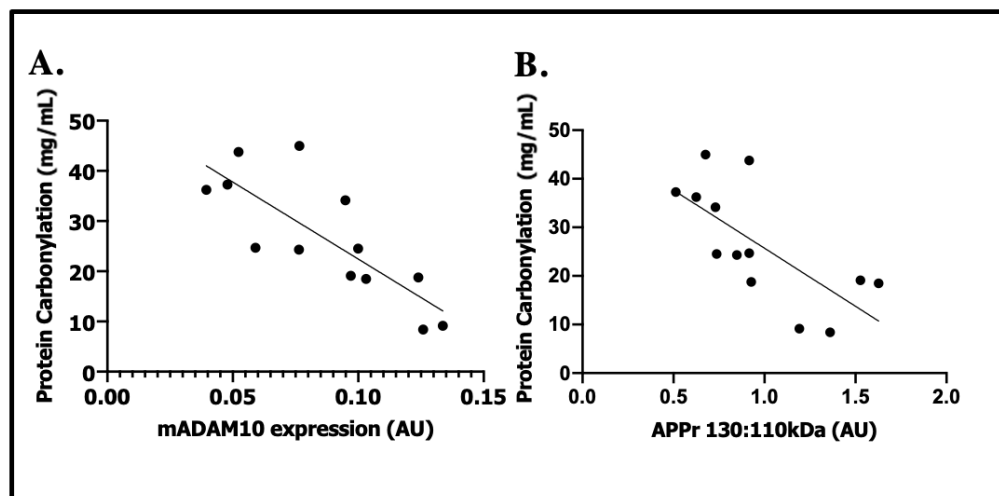 A.
Protein Carbonylation (mg/mL)
50
40
30
20
10
0
0.00 0.05 0.10 0.15
mADAM10 expression (AU)
B.
Protein Carbonylation (mg/mL)
50
40
30
20
10
0
0.0 0.5 1.0 1.5 2.0
APPr 130:110kDa (AU)